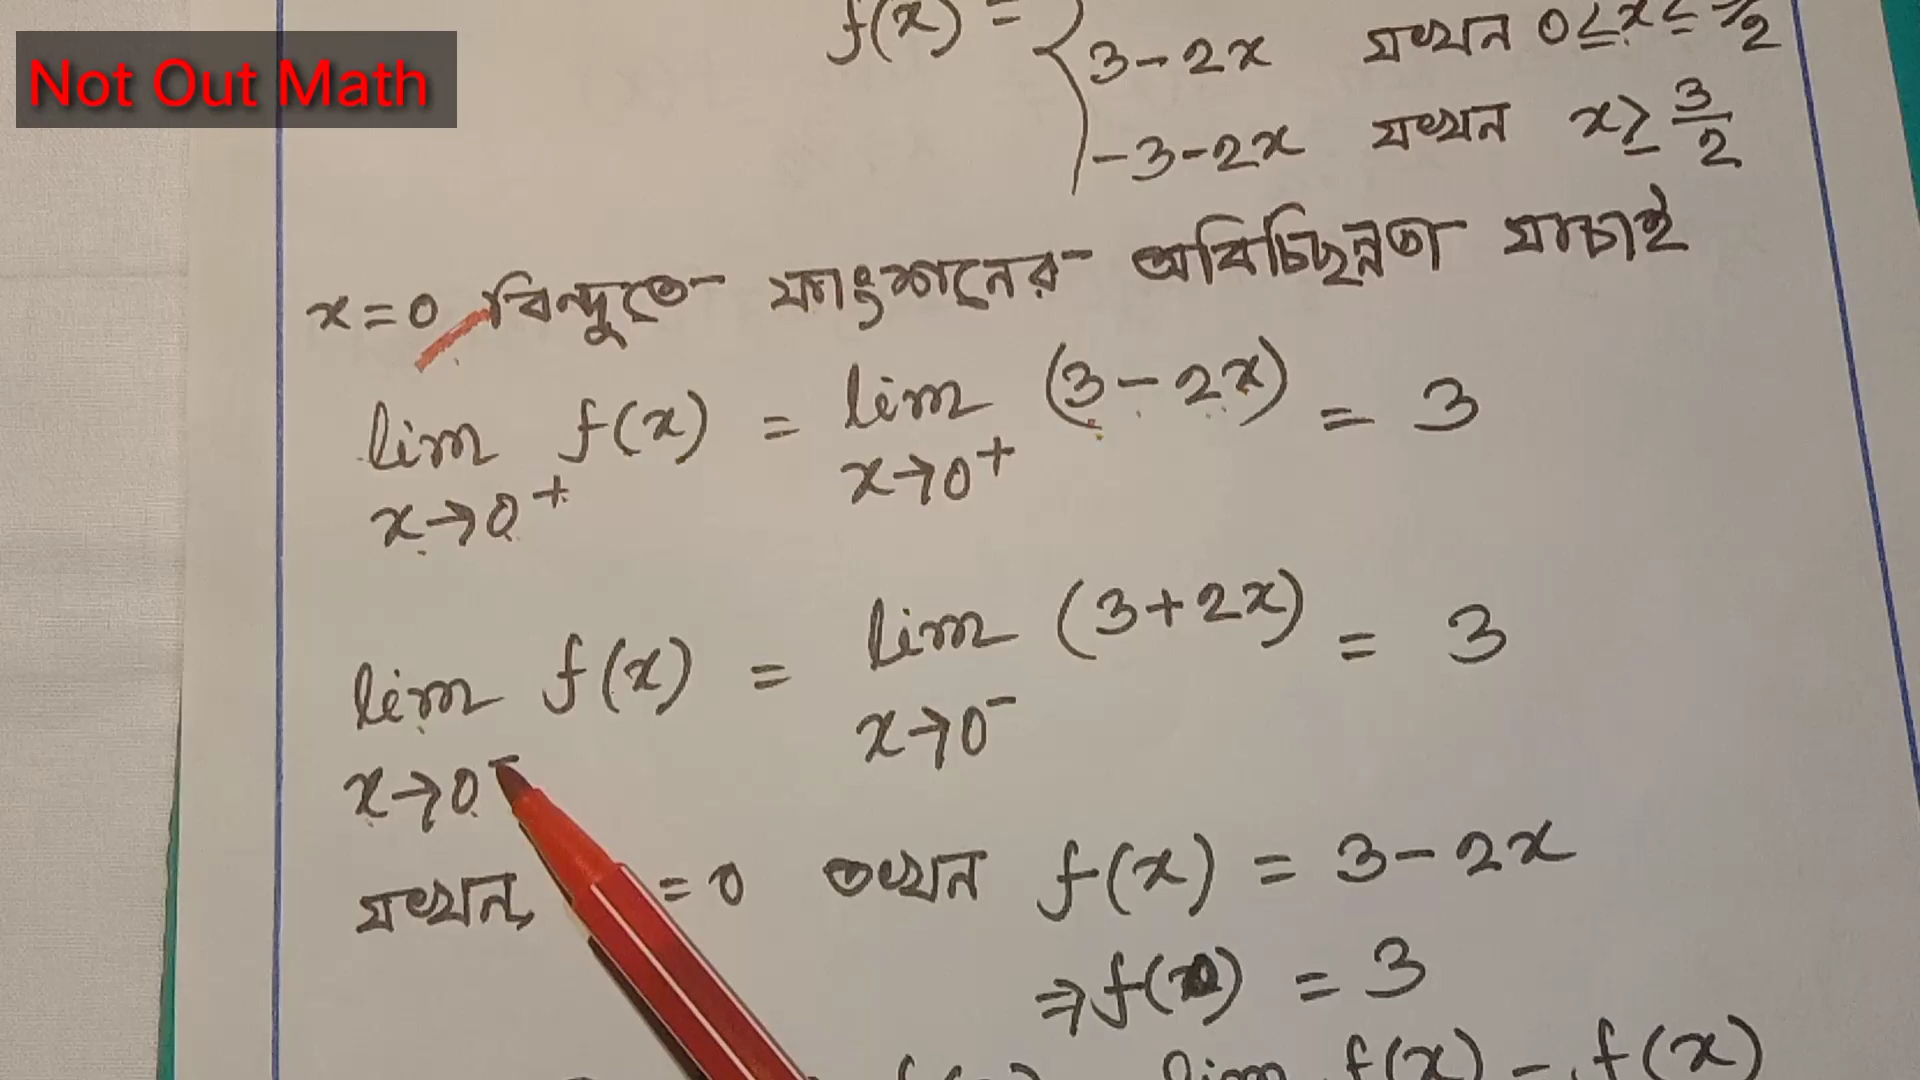 Not Out Math
f(x) =
3-2x যখন 0≤x≤3/2
-3-2x যখন x≥ 3/2
x=0 বিন্দুতে ফাংশনের অবিচ্ছিন্নতা যাচাই
lim x→0+ f(x) = lim x→0+ (3-2x) = 3
lim x→0- f(x) = lim x→0- (3+2x) = 3
যখন, =0 তখন f(x) = 3-2x
⇒f(0) = 3
lim f(x) = f(x)